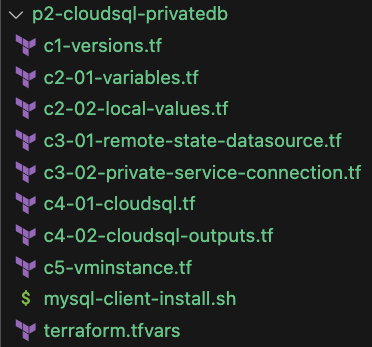 p2-cloudsql-privatedb
c1-versions.tf
c2-01-variables.tf
c2-02-local-values.tf
c3-01-remote-state-datasource.tf
c3-02-private-service-connection.tf
c4-01-cloudsql.tf
c4-02-cloudsql-outputs.tf
c5-vminstance.tf
$ mysql-client-install.sh
terraform.tfvars